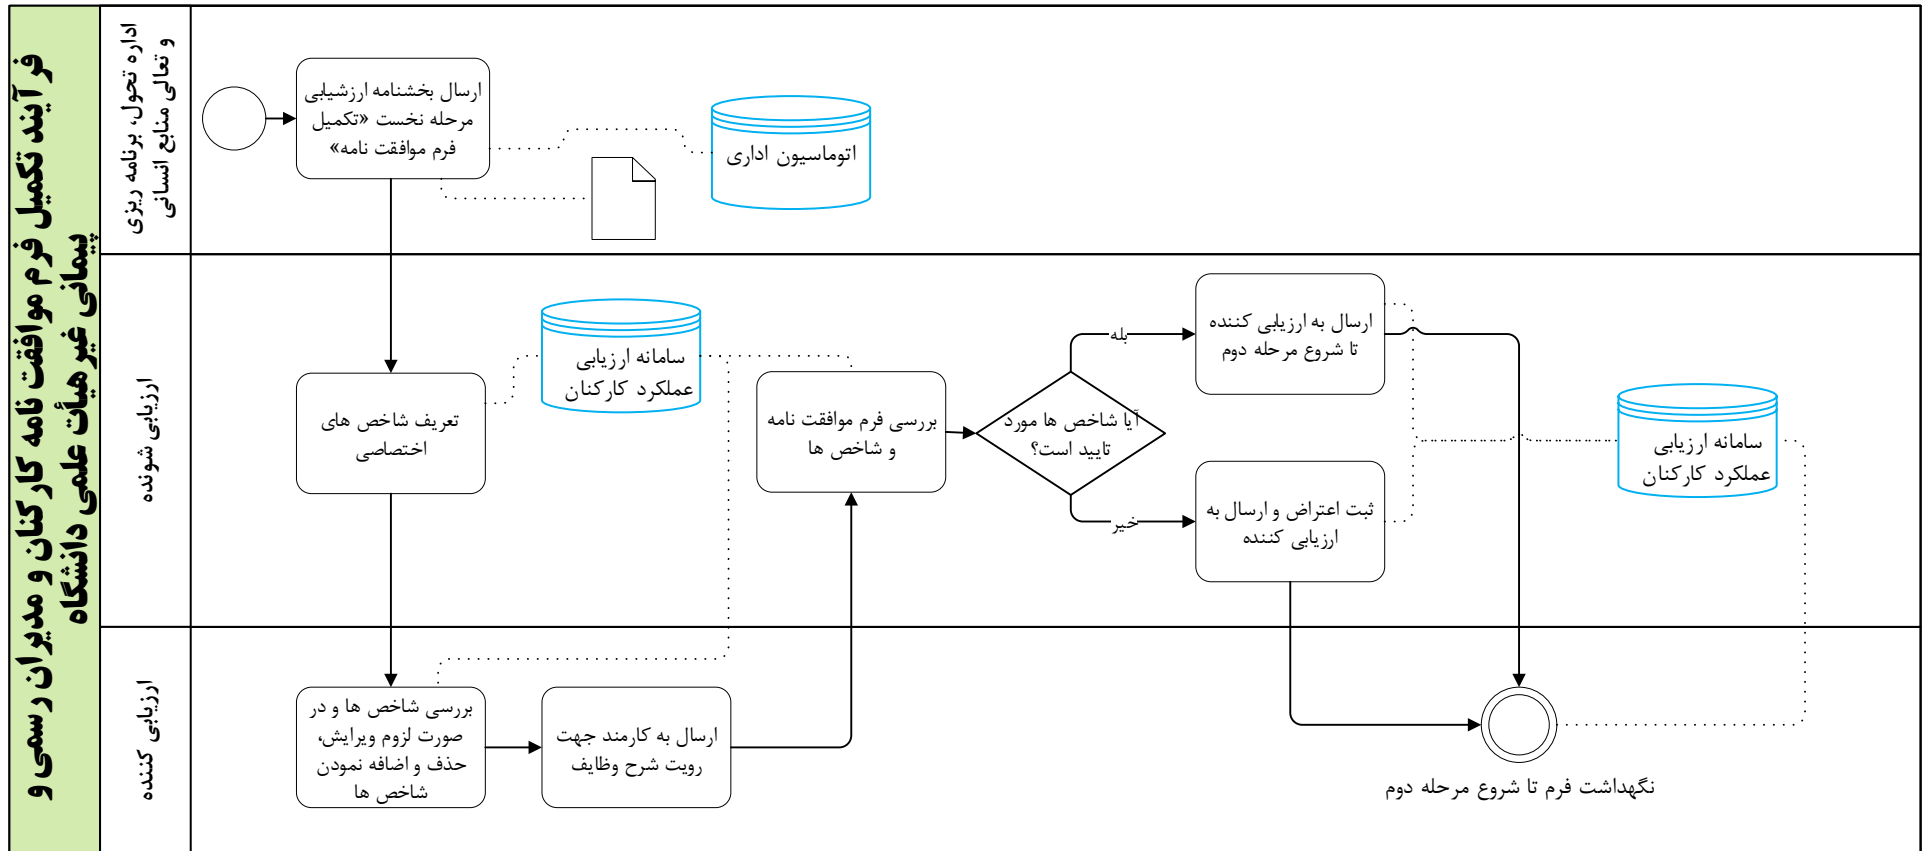 فرآیند تکمیل فرم موافقت نامه کارکنان و مدیران رسمی و
پیمانی غیر هیأت علمی دانشگاه
اداره تحول، برنامه ریزی
و تعالی منابع انسانی
ارسال بخشنامه ارزشیابی
مرحله نخست «تکمیل
فرم موافقت نامه»
اتوماسیون اداری
ارزیابی شونده
تعریف شاخص های
اختصاصی
سامانه ارزیابی
عملکرد کارکنان
بررسی فرم موافقت نامه
و شاخص ها
آیا شاخص ها مورد
تایید است؟
بله
خیر
ارسال به ارزیابی کننده
تا شروع مرحله دوم
ثبت اعتراض و ارسال به
ارزیابی کننده
سامانه ارزیابی
عملکرد کارکنان
ارزیابی کننده
بررسی شاخص ها و در
صورت لزوم ویرایش،
حذف و اضافه نمودن
شاخص ها
ارسال به کارمند جهت
رویت شرح وظایف
نگهداشت فرم تا شروع مرحله دوم